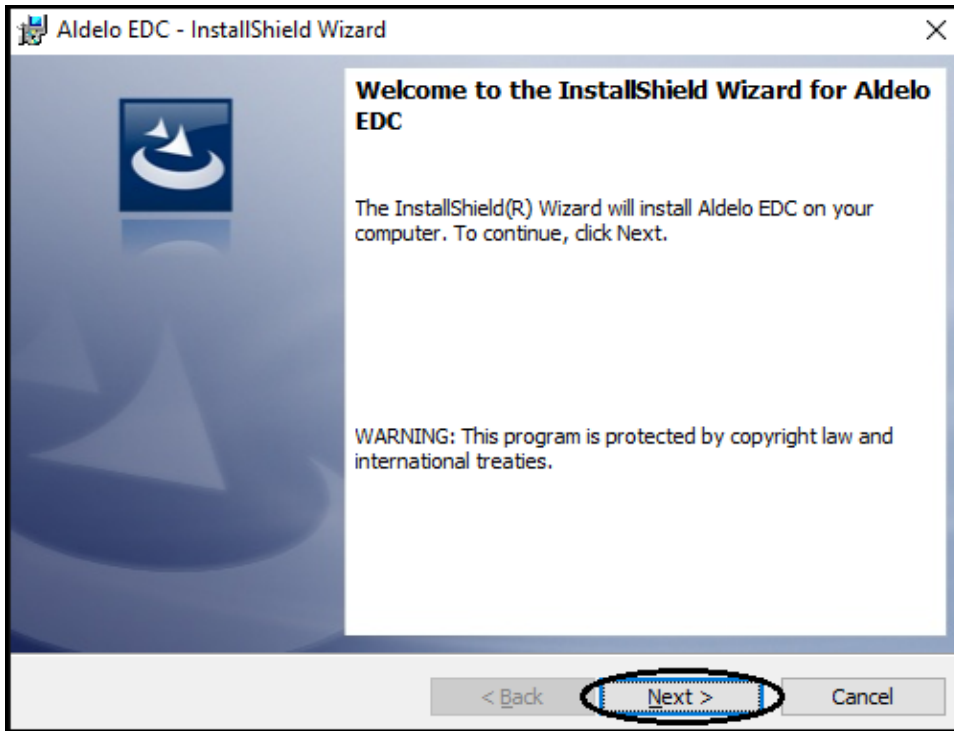 Aldelo EDC - InstallShield Wizard
Welcome to the InstallShield Wizard for Aldelo
EDC
The InstallShield(R) Wizard will install Aldelo EDC on your
computer. To continue, click Next.
WARNING: This program is protected by copyright law and
international treaties.
< Back Next > Cancel